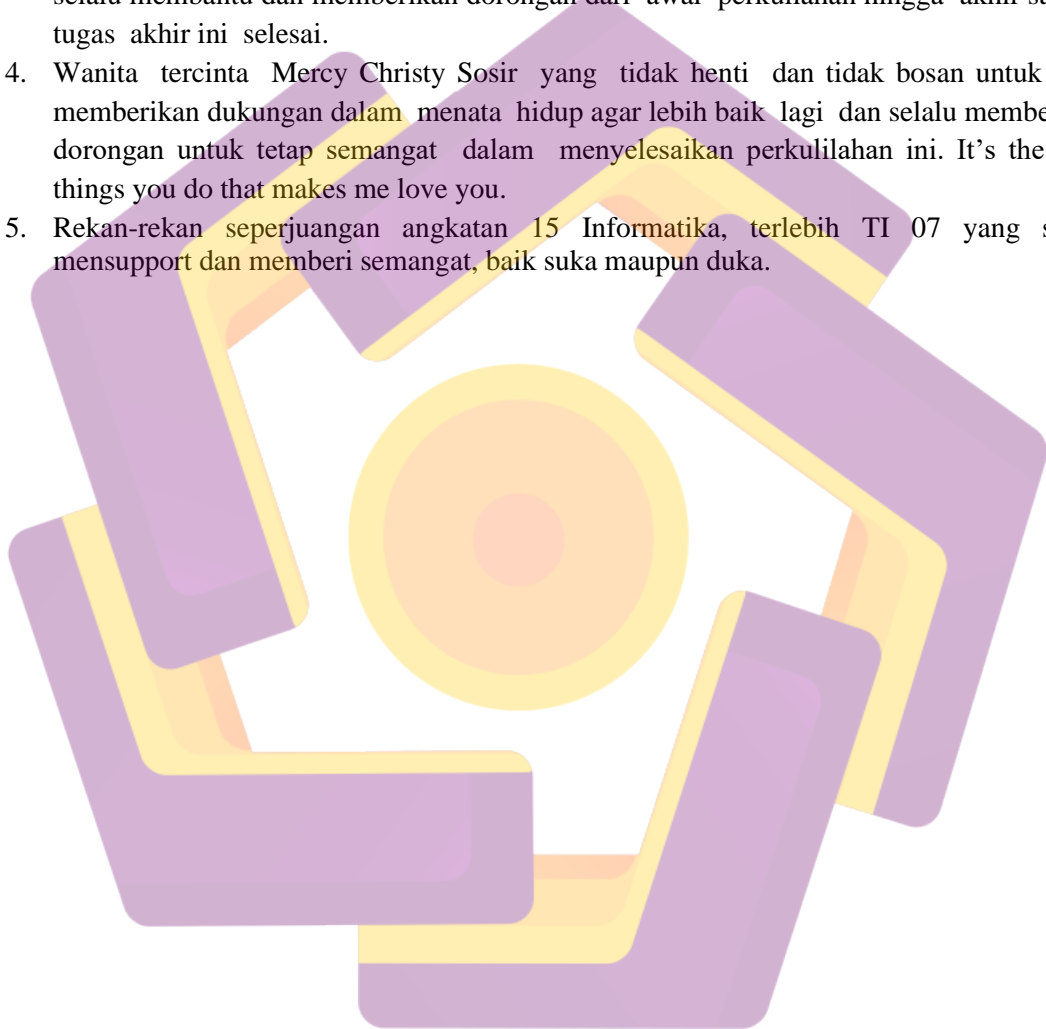 selalu membantu dan memberikan dorongan dari awal perkuliahan hingga akhir
tugas akhir ini selesai.
4. Wanita tercinta Mercy Christy Sosir yang tidak henti dan tidak bosan untuk
memberikan dukungan dalam menata hidup agar lebih baik lagi dan selalu membe
dorongan untuk tetap semangat dalam menyelesaikan perkulilahan ini. It's the
things you do that makes me love you.
5. Rekan-rekan seperjuangan angkatan 15 Informatika, terlebih TI 07 yang s
mensupport dan memberi semangat, baik suka maupun duka.